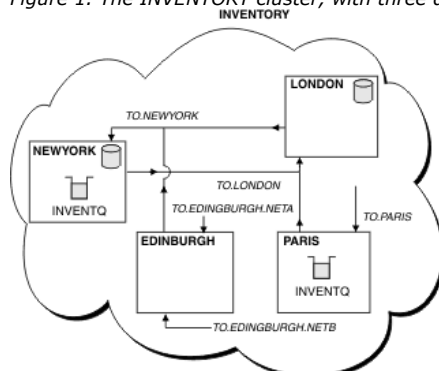 Figure 1. The INVENTORY cluster, with three
INVENTORY
LONDON
TO.NEWYORK
NEWYORK
INVENTQ
TO.LONDON
TO.EDINGBURGH.NETA
TO.PARIS
EDINBURGH
PARIS
INVENTQ
TO.EDINGBURGH.NETB